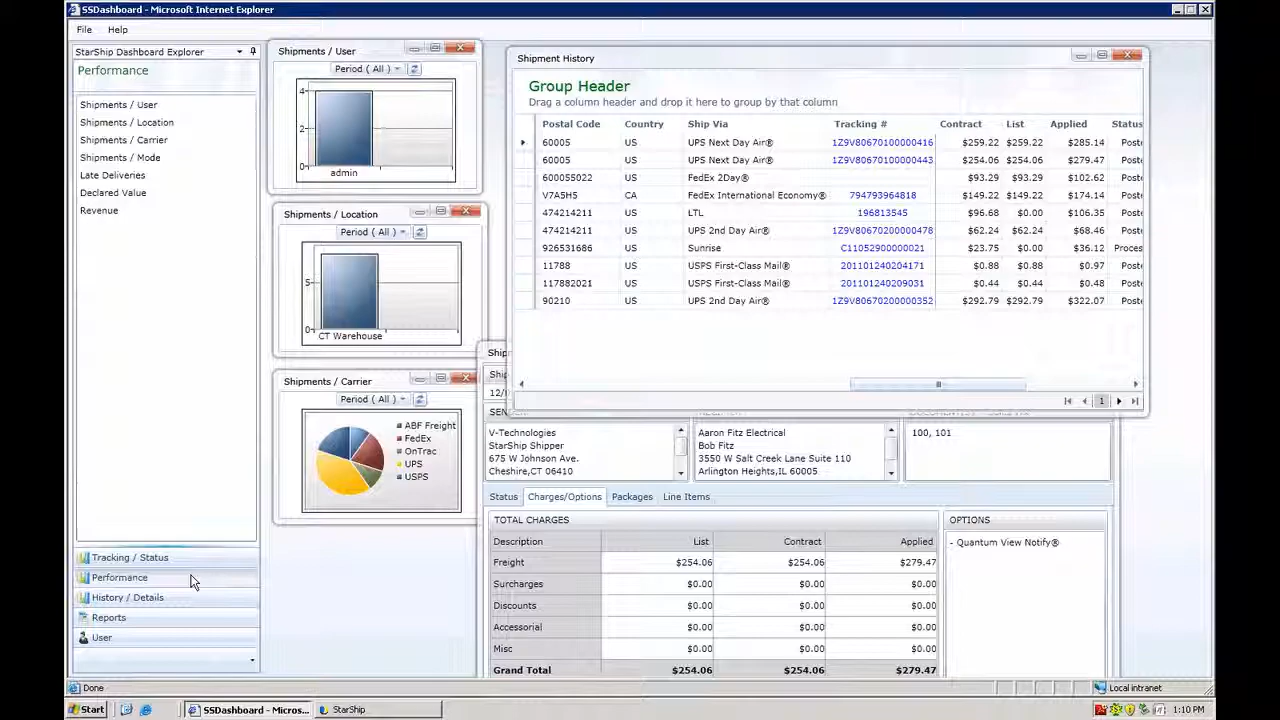 SSDashboard - Microsoft Internet Explorer
File Help
StarShip Dashboard Explorer
Performance
Shipments / User
Shipments / Location
Shipments / Carrier
Shipments / Mode
Late Deliveries
Declared Value
Revenue
Tracking / Status
Performance
History / Details
Reports
User
Shipments / User
Period ( All )
4
2
0
admin
Shipments / Location
Period ( All )
5
0
CT Warehouse
Shipments / Carrier
Period ( All )
ABF Freight
FedEx
OnTrac
UPS
USPS
Shipment History
Group Header
Drag a column header and drop it here to group by that column
Postal Code Country Ship Via Tracking # Contract List Applied Status
60005 US UPS Next Day Air® 1Z9V80670100000416 $259.22 $259.22 $285.14 Poste
60005 US UPS Next Day Air® 1Z9V80670100000443 $254.06 $254.06 $279.47 Poste
600055022 US FedEx 2Day® $93.29 $93.29 $102.62 Poste
V7A5H5 CA FedEx International Economy® 794793964818 $149.22 $149.22 $174.14 Poste
474214211 US LTL 196813545 $96.68 $0.00 $106.35 Poste
474214211 US UPS 2nd Day Air® 1Z9V80670200000478 $62.24 $62.24 $68.46 Poste
926531686 US Sunrise C11052900000021 $23.75 $0.00 $36.12 Proces
11788 US USPS First-Class Mail® 201101240204171 $0.88 $0.88 $0.97 Poste
117882021 US USPS First-Class Mail® 201101240209031 $0.44 $0.44 $0.48 Poste
90210 US UPS 2nd Day Air® 1Z9V80670200000352 $292.79 $292.79 $322.07 Poste
1
Ship
Ship
12/
SEN
V-Technologies
StarShip Shipper
675 W Johnson Ave.
Cheshire,CT 06410
Aaron Fitz Electrical
Bob Fitz
3550 W Salt Creek Lane Suite 110
Arlington Heights,IL 60005
100, 101
Status Charges/Options Packages Line Items
TOTAL CHARGES
Description List Contract Applied
Freight $254.06 $254.06 $279.47
Surcharges $0.00 $0.00 $0.00
Discounts $0.00 $0.00 $0.00
Accessorial $0.00 $0.00 $0.00
Misc $0.00 $0.00 $0.00
Grand Total $254.06 $254.06 $279.47
OPTIONS
- Quantum View Notify®
Done
Local intranet
Start
SSDashboard - Micros...
StarShip
1:10 PM